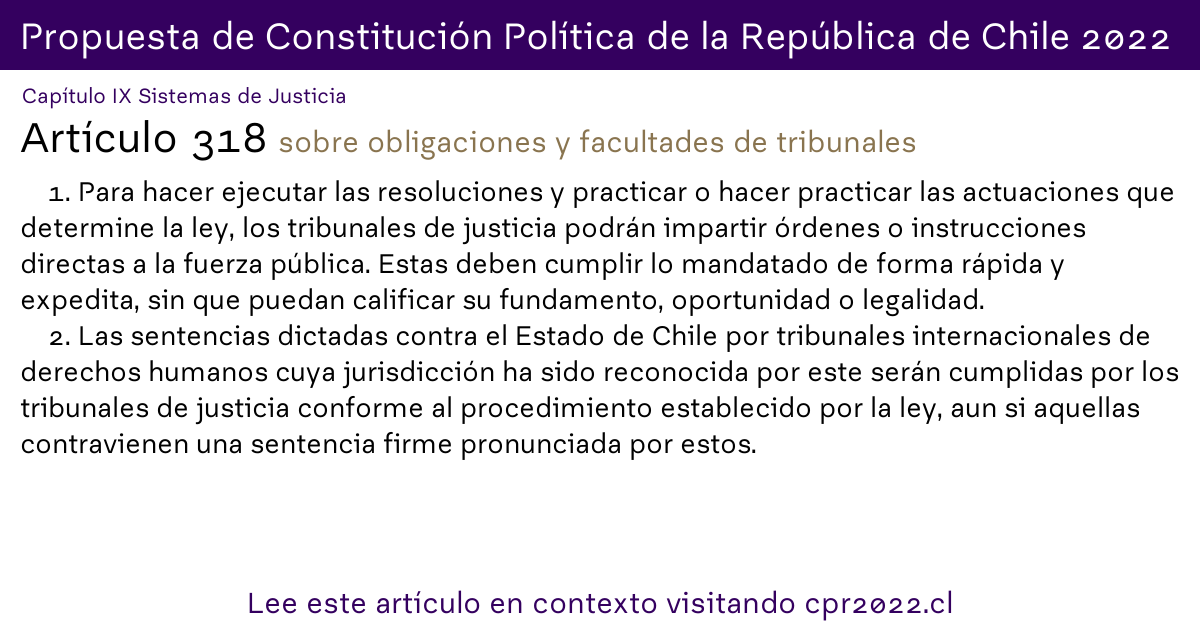 Propuesta de Constitución Política de la República de Chile 2022
Capítulo IX Sistemas de Justicia
Artículo 318 sobre obligaciones y facultades de tribunales
1. Para hacer ejecutar las resoluciones y practicar o hacer practicar las actuaciones que
determine la ley, los tribunales de justicia podrán impartir órdenes o instrucciones
directas a la fuerza pública. Estas deben cumplir lo mandatado de forma rápida y
expedita, sin que puedan calificar su fundamento, oportunidad o legalidad.
2. Las sentencias dictadas contra el Estado de Chile por tribunales internacionales de
derechos humanos cuya jurisdicción ha sido reconocida por este serán cumplidas por los
tribunales de justicia conforme al procedimiento establecido por la ley, aun si aquellas
contravienen una sentencia firme pronunciada por estos.
Lee este artículo en contexto visitando cpr2022.cl